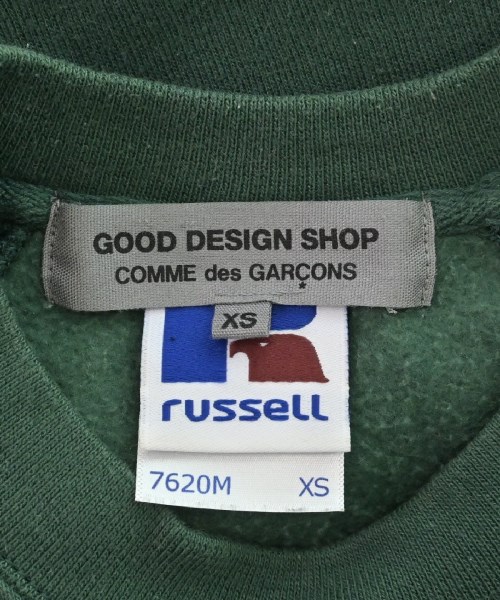 GOOD DESIGN SHOP
COMME des GARÇONS
XS
R
russell
7620M XS